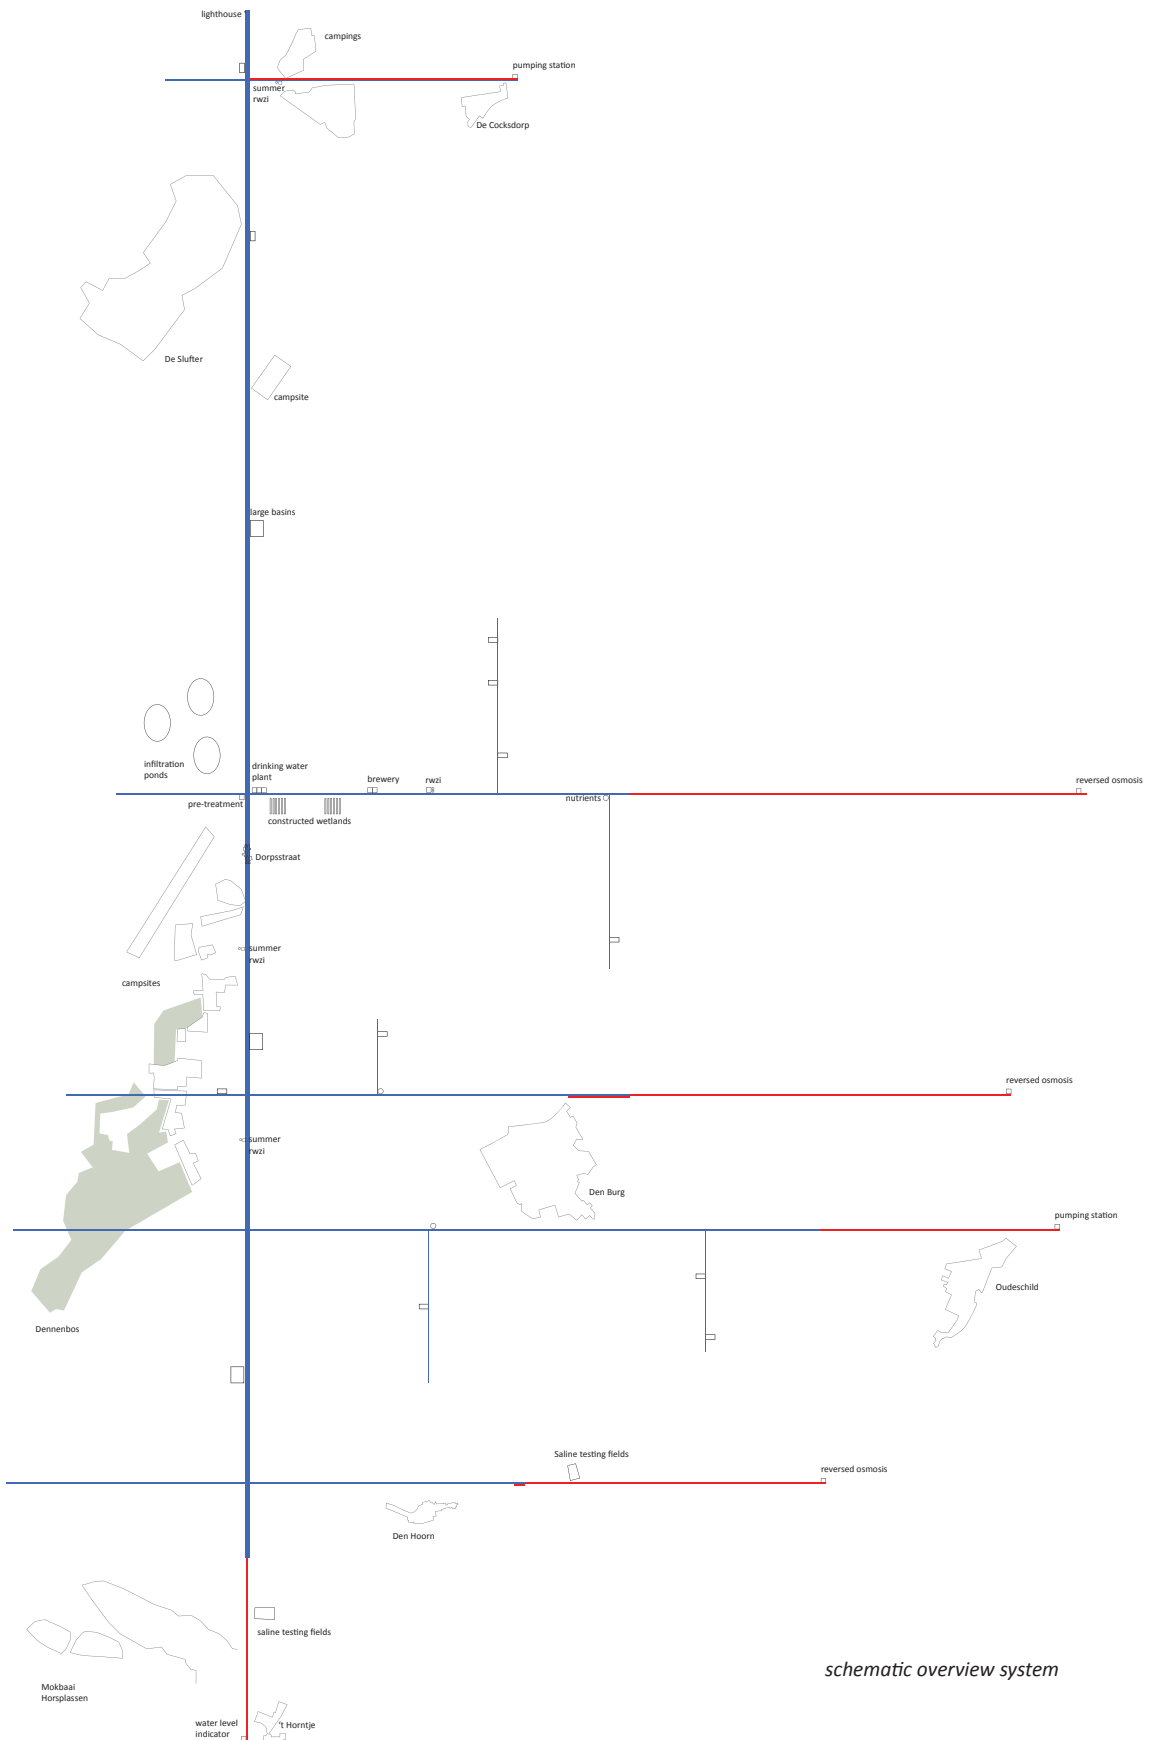 lighthouse
campings
pumping station
summer
rwzi
De Cocksdorp
De Slufter
campsite
large basins
infiltration
ponds
drinking water
plant
brewery
rwzi
reversed osmosis
pre-treatment
nutrients
constructed wetlands
Dorpsstraat
summer
rwzi
campsites
reversed osmosis
summer
rwzi
Den Burg
pumping station
Oudeschild
Dennenbos
Saline testing fields
reversed osmosis
Den Hoorn
saline testing fields
schematic overview system
Mokbaai
Horsplassen
water level
indicator
't Horntje